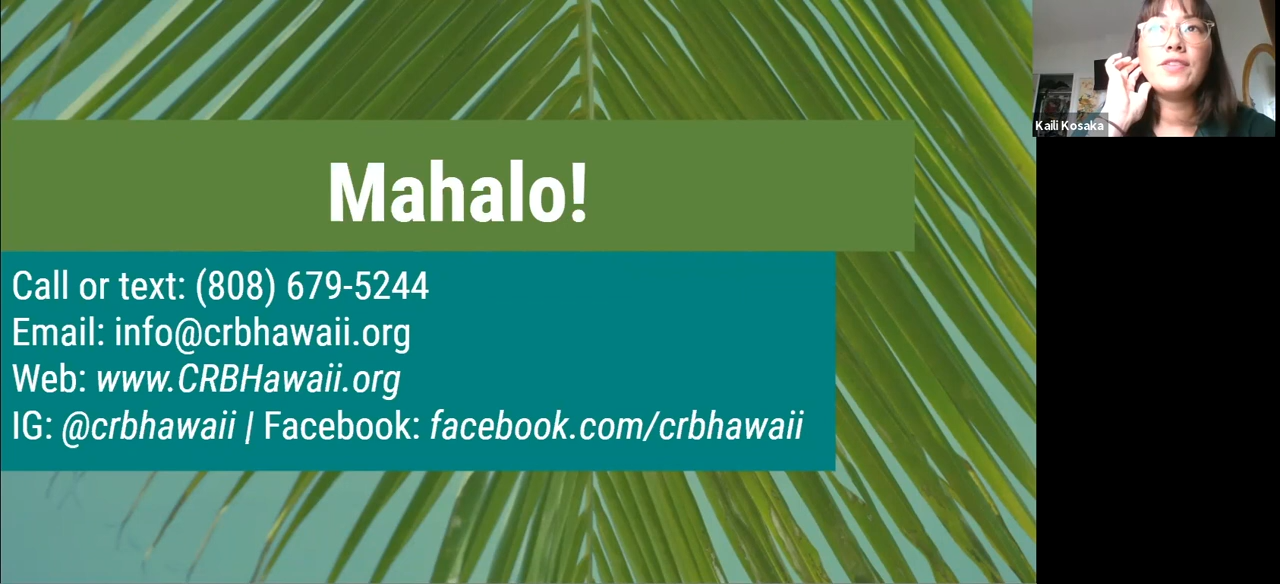 Mahalo!
Call or text: (808) 679-5244
Email: info@crbhawaii.org
Web: www.CRBHawaii.org
IG: @crbhawaii | Facebook: facebook.com/crbhawaii
Kaili Kosaka